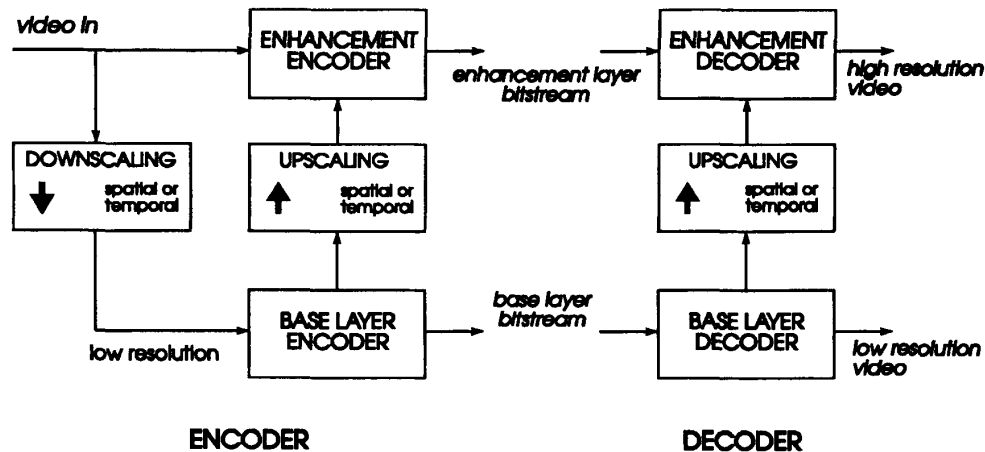 video in
ENHANCEMENT
ENCODER
enhancement layer
bitstream
ENHANCEMENT
DECODER
high resolution
video
DOWNSCALING
spatial or
temporal
UPSCALING
spatial or
temporal
UPSCALING
spatial or
temporal
low resolution
BASE LAYER
ENCODER
base layer
bitstream
BASE LAYER
DECODER
low resolution
video
ENCODER
DECODER